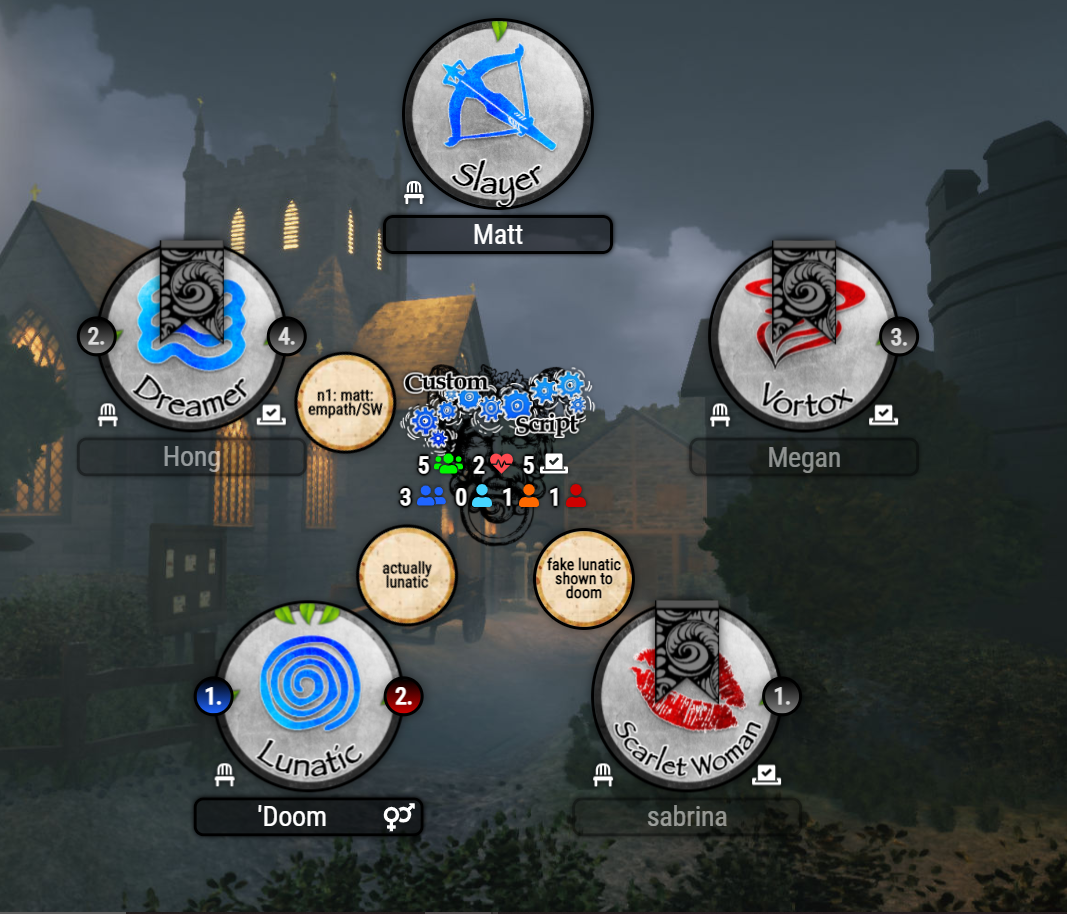 Slayer
Matt
2.
4.
Dreamer
Hong
n1: matt:
empath/SW
Custom
Script
5 2 5
3 0 1 1
3.
Vortox
Megan
actually
lunatic
fake lunatic
shown to
doom
1.
2.
Lunatic
'Doom
1.
Scarlet Woman
sabrina